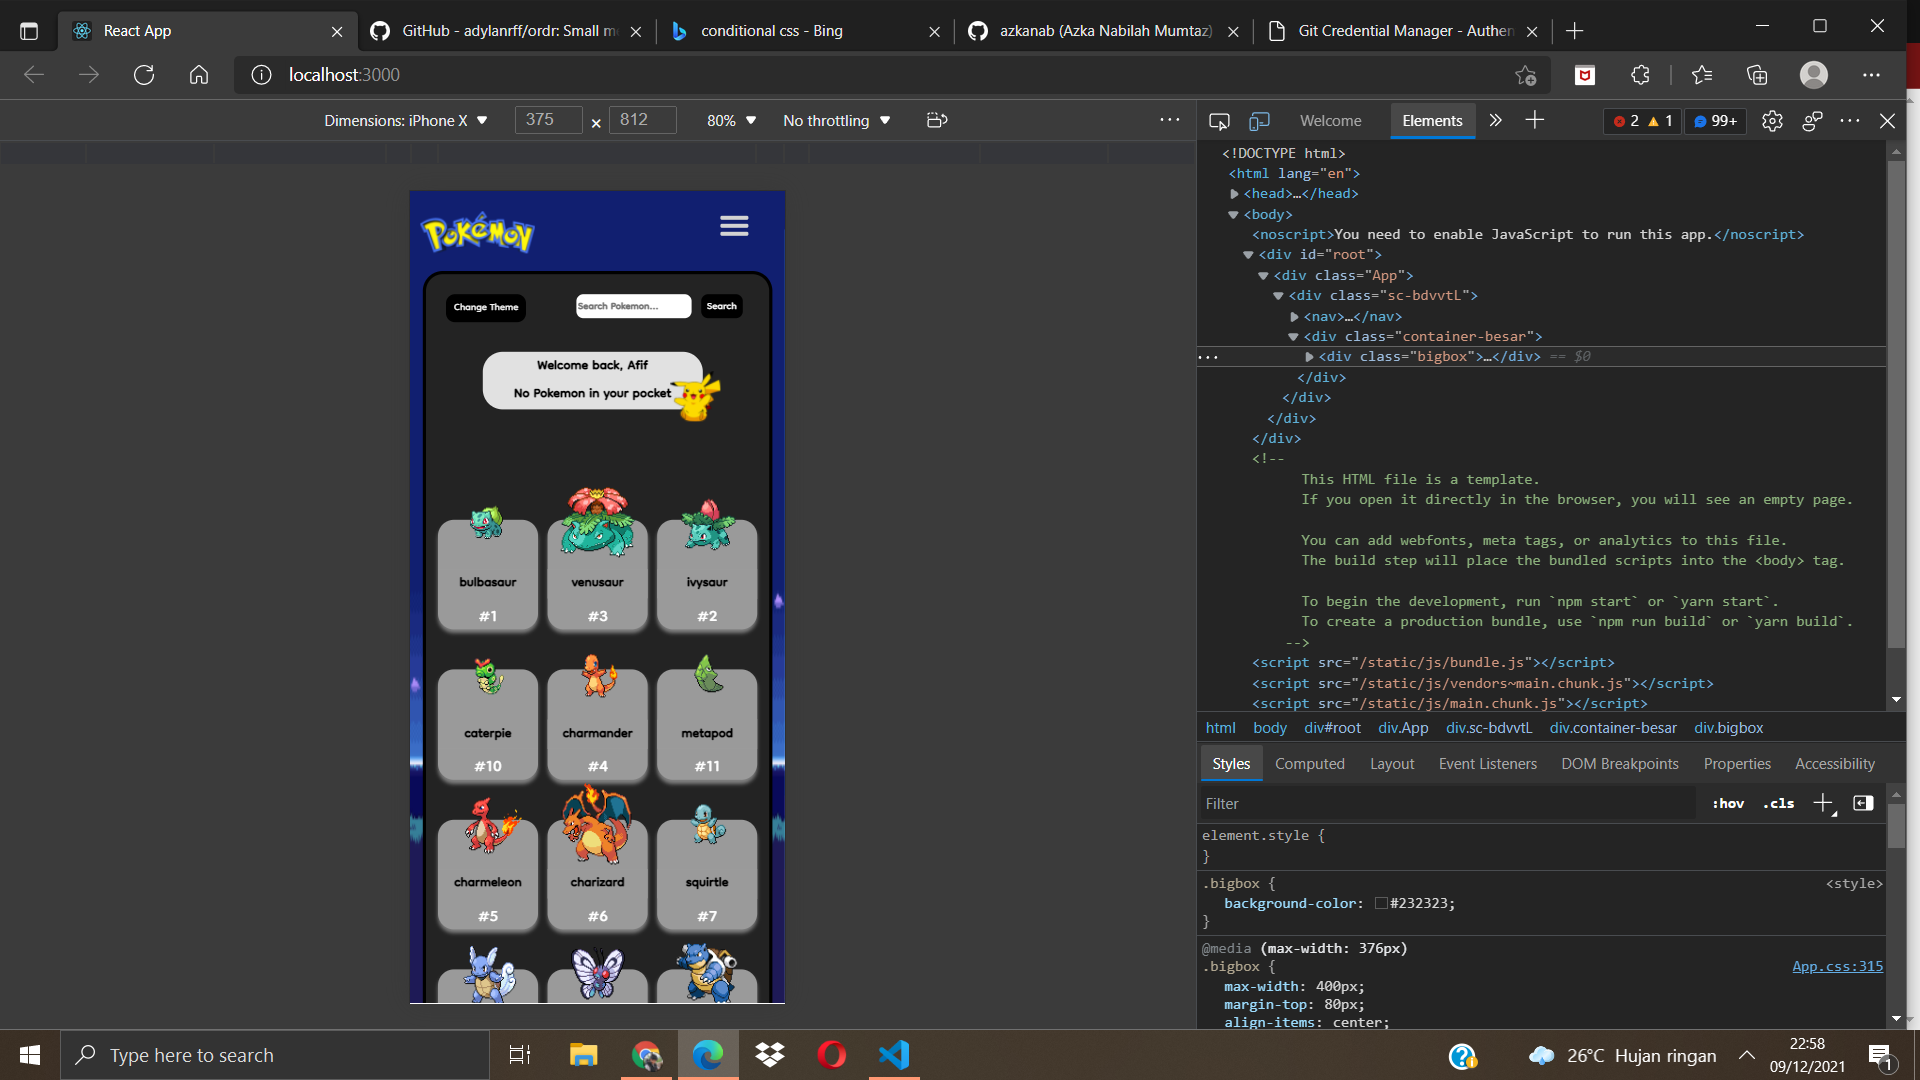 React App
GitHub - adylanrff/ordr: Small m
conditional css - Bing
azkanab (Azka Nabilah Mumtaz)
Git Credential Manager - Authen
localhost:3000
Dimensions: iPhone X
375
×
812
80%
No throttling
Welcome
Elements
2
1
99+
POKéMON
Change Theme
Search Pokemon...
Search
Welcome back, Afif
No Pokemon in your pocket
bulbasaur
venusaur
ivysaur
#1
#3
#2
caterpie
charmander
metapod
#10
#4
#11
charmeleon
charizard
squirtle
#5
#6
#7
<!DOCTYPE html>
<html lang="en">
<head>…</head>
<body>
<noscript>You need to enable JavaScript to run this app.</noscript>
<div id="root">
<div class="App">
<div class="sc-bdvvtL">
<nav>…</nav>
<div class="container-besar">
<div class="bigbox">…</div> == $0
</div>
</div>
</div>
</div>
<!--
This HTML file is a template.
If you open it directly in the browser, you will see an empty page.
You can add webfonts, meta tags, or analytics to this file.
The build step will place the bundled scripts into the <body> tag.
To begin the development, run `npm start` or `yarn start`.
To create a production bundle, use `npm run build` or `yarn build`.
-->
<script src="/static/js/bundle.js"></script>
<script src="/static/js/vendors~main.chunk.js"></script>
<script src="/static/js/main.chunk.js"></script>
html body div#root div.App div.sc-bdvvtL div.container-besar div.bigbox
Styles Computed Layout Event Listeners DOM Breakpoints Properties Accessibility
Filter
:hov .cls
element.style {
}
.bigbox {
<style>
background-color: #232323;
}
@media (max-width: 376px)
.bigbox {
App.css:315
max-width: 400px;
margin-top: 80px;
align-items: center;
Type here to search
26°C Hujan ringan
22:58
09/12/2021
1